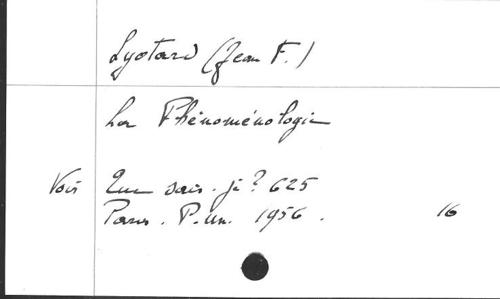 Lyotard (Jean F.)
La Phénoménologie
Voir Que sais-je? 625
Paris. P.un. 1956. 16